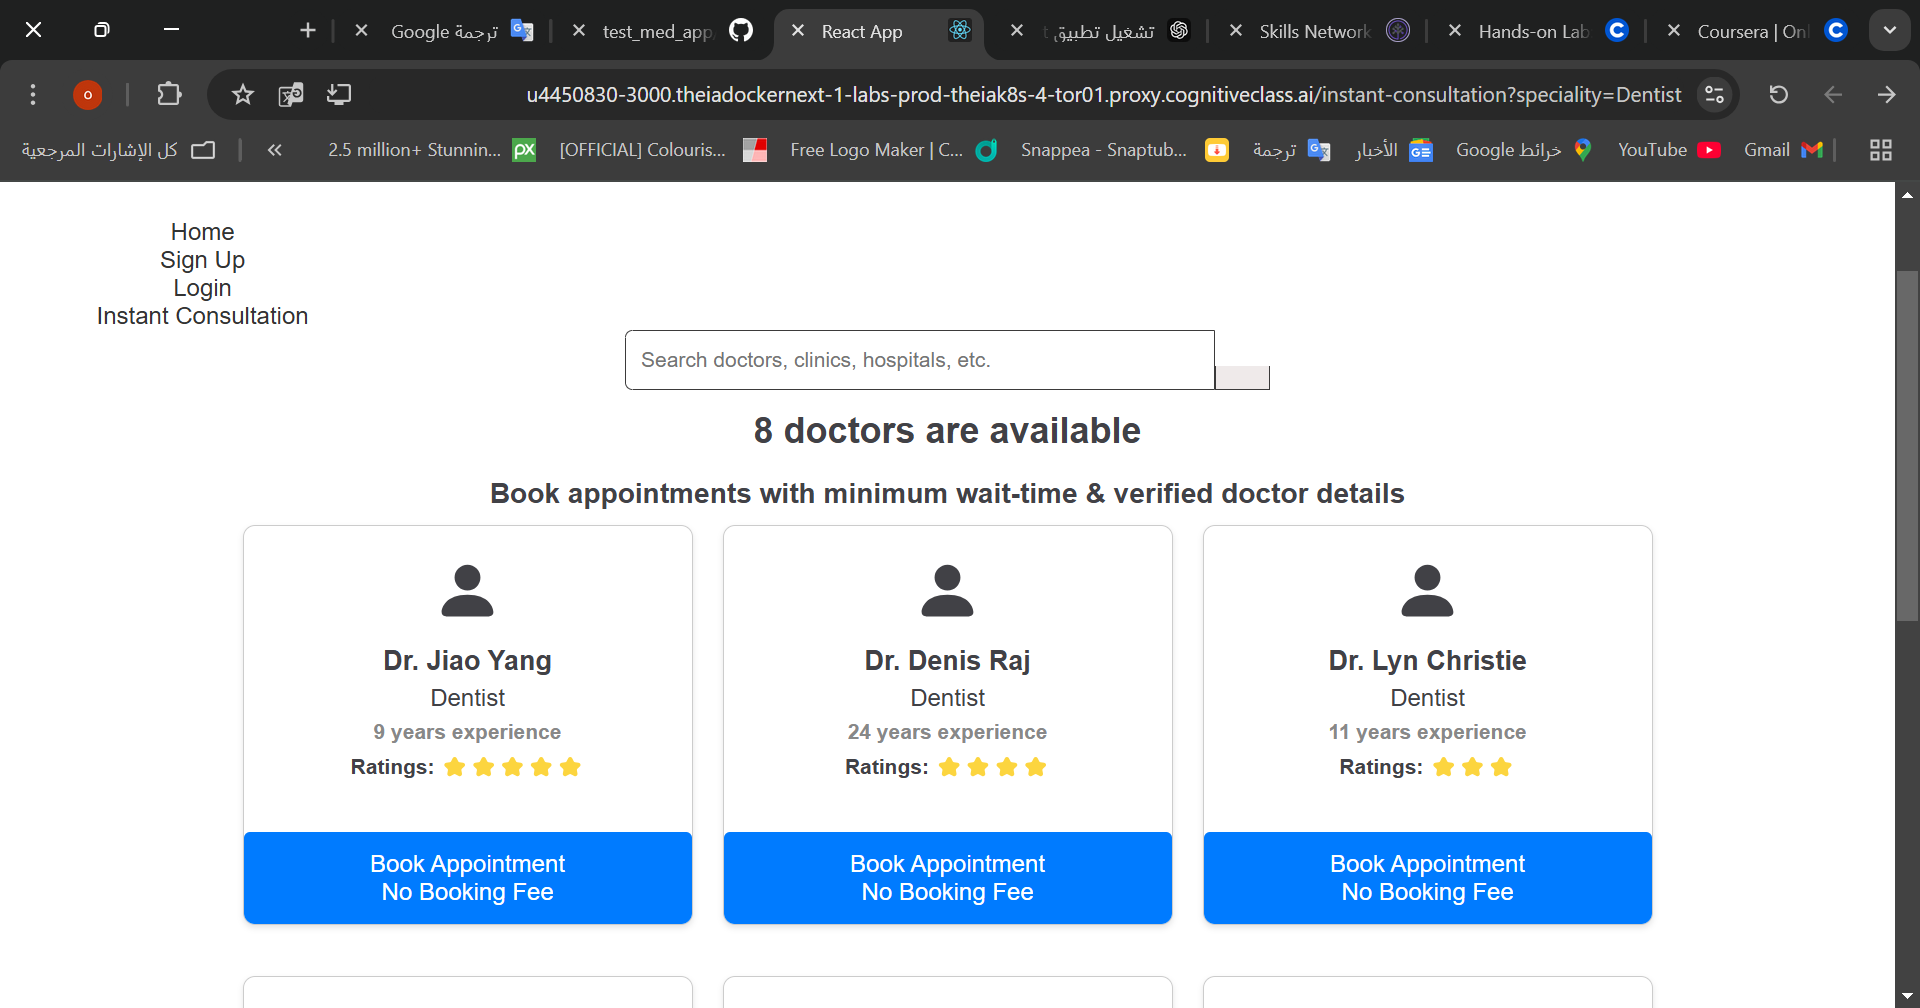 Google ترجمة
test_med_app
React App
تشغيل تطبيق
Skills Network
Hands-on Lab
Coursera | Onl
u4450830-3000.theiadockernext-1-labs-prod-theiak8s-4-tor01.proxy.cognitiveclass.ai/instant-consultation?speciality=Dentist
كل الإشارات المرجعية
2.5 million+ Stunnin...
[OFFICIAL] Colouris...
Free Logo Maker | C...
Snappea - Snaptub...
ترجمة
الأخبار
خرائط Google
YouTube
Gmail
Home
Sign Up
Login
Instant Consultation
Search doctors, clinics, hospitals, etc.
8 doctors are available
Book appointments with minimum wait-time & verified doctor details
Dr. Jiao Yang
Dentist
9 years experience
Ratings:
Book Appointment
No Booking Fee
Dr. Denis Raj
Dentist
24 years experience
Ratings:
Book Appointment
No Booking Fee
Dr. Lyn Christie
Dentist
11 years experience
Ratings:
Book Appointment
No Booking Fee